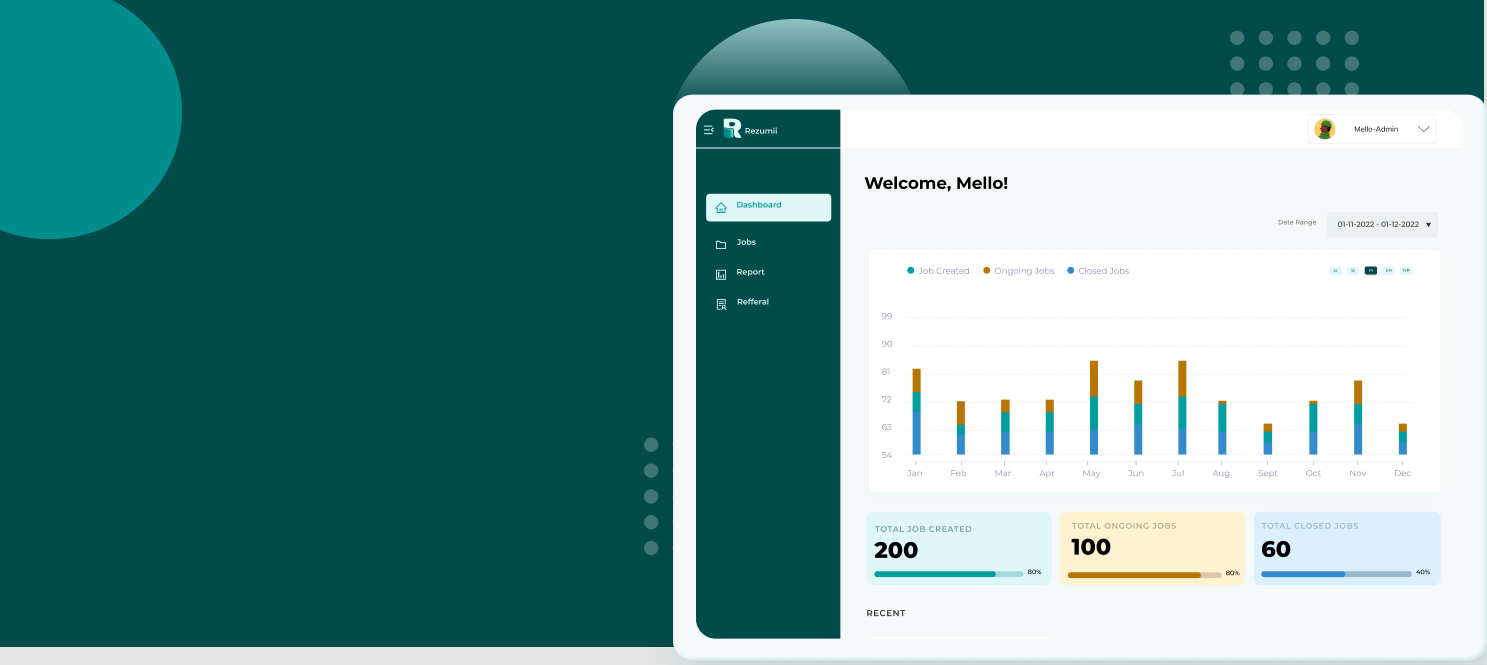 Rezumii
Mello-Admin
Dashboard
Jobs
Report
Refferal
Welcome, Mello!
Date Range
01-11-2022 - 01-12-2022
Job Created Ongoing Jobs Closed Jobs
99
90
81
72
63
54
Jan Feb Mar Apr May Jun Jul Aug Sept Oct Nov Dec
TOTAL JOB CREATED
200
80%
TOTAL ONGOING JOBS
100
80%
TOTAL CLOSED JOBS
60
40%
RECENT